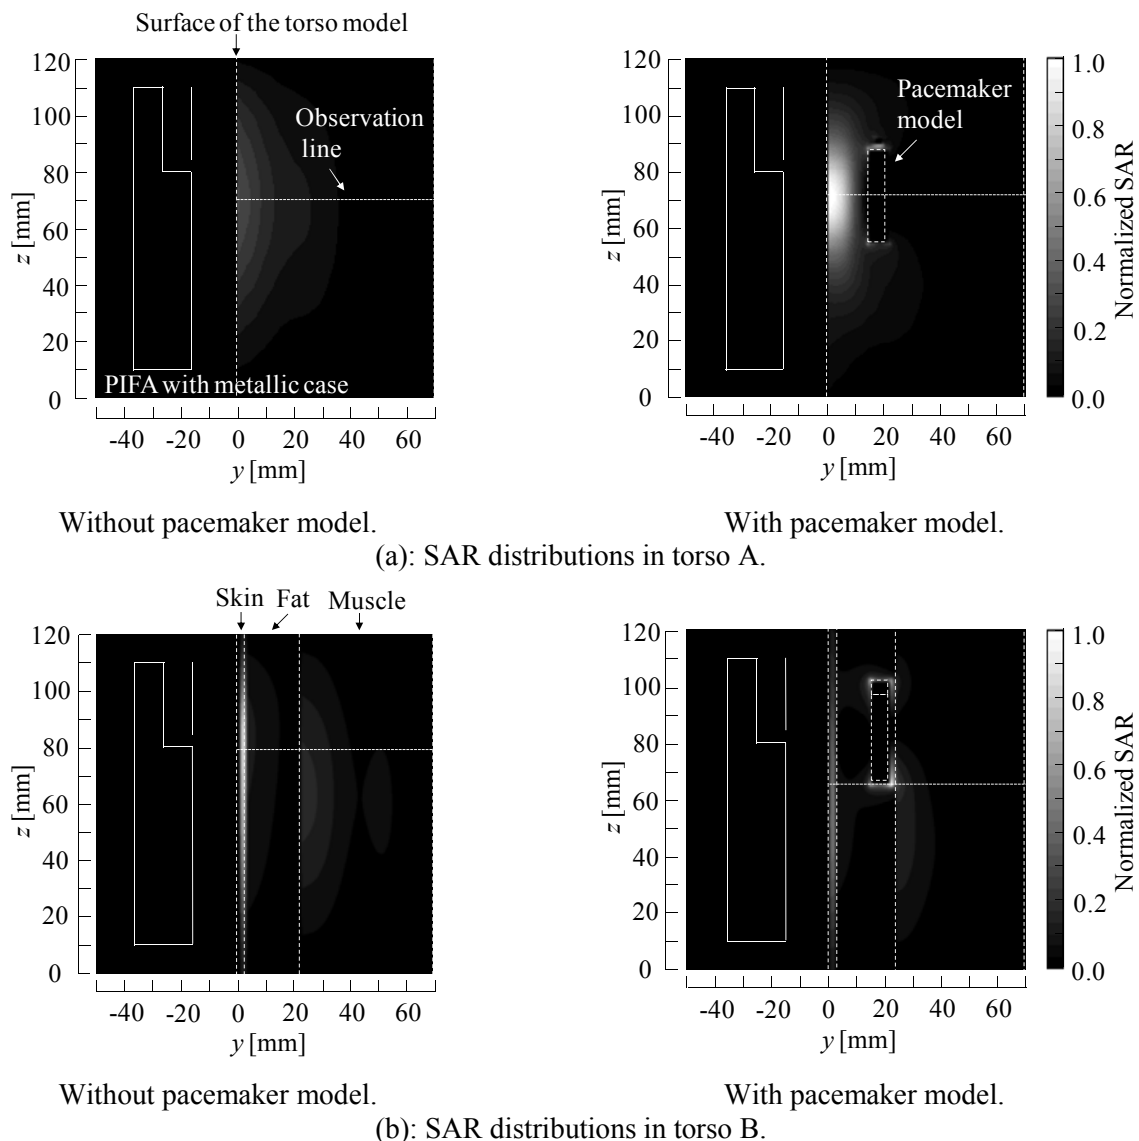 Surface of the torso model
120
100
80
60
40
20
0
z [mm]
Observation
line
PIFA with metallic case
-40 -20 0 20 40 60
y [mm]
Without pacemaker model.
120
100
80
60
40
20
0
z [mm]
Pacemaker
model
-40 -20 0 20 40 60
y [mm]
1.0
0.8
0.6
0.4
0.2
0.0
Normalized SAR
With pacemaker model.
(a): SAR distributions in torso A.
Skin Fat Muscle
120
100
80
60
40
20
0
z [mm]
-40 -20 0 20 40 60
y [mm]
Without pacemaker model.
120
100
80
60
40
20
0
z [mm]
-40 -20 0 20 40 60
y [mm]
1.0
0.8
0.6
0.4
0.2
0.0
Normalized SAR
With pacemaker model.
(b): SAR distributions in torso B.